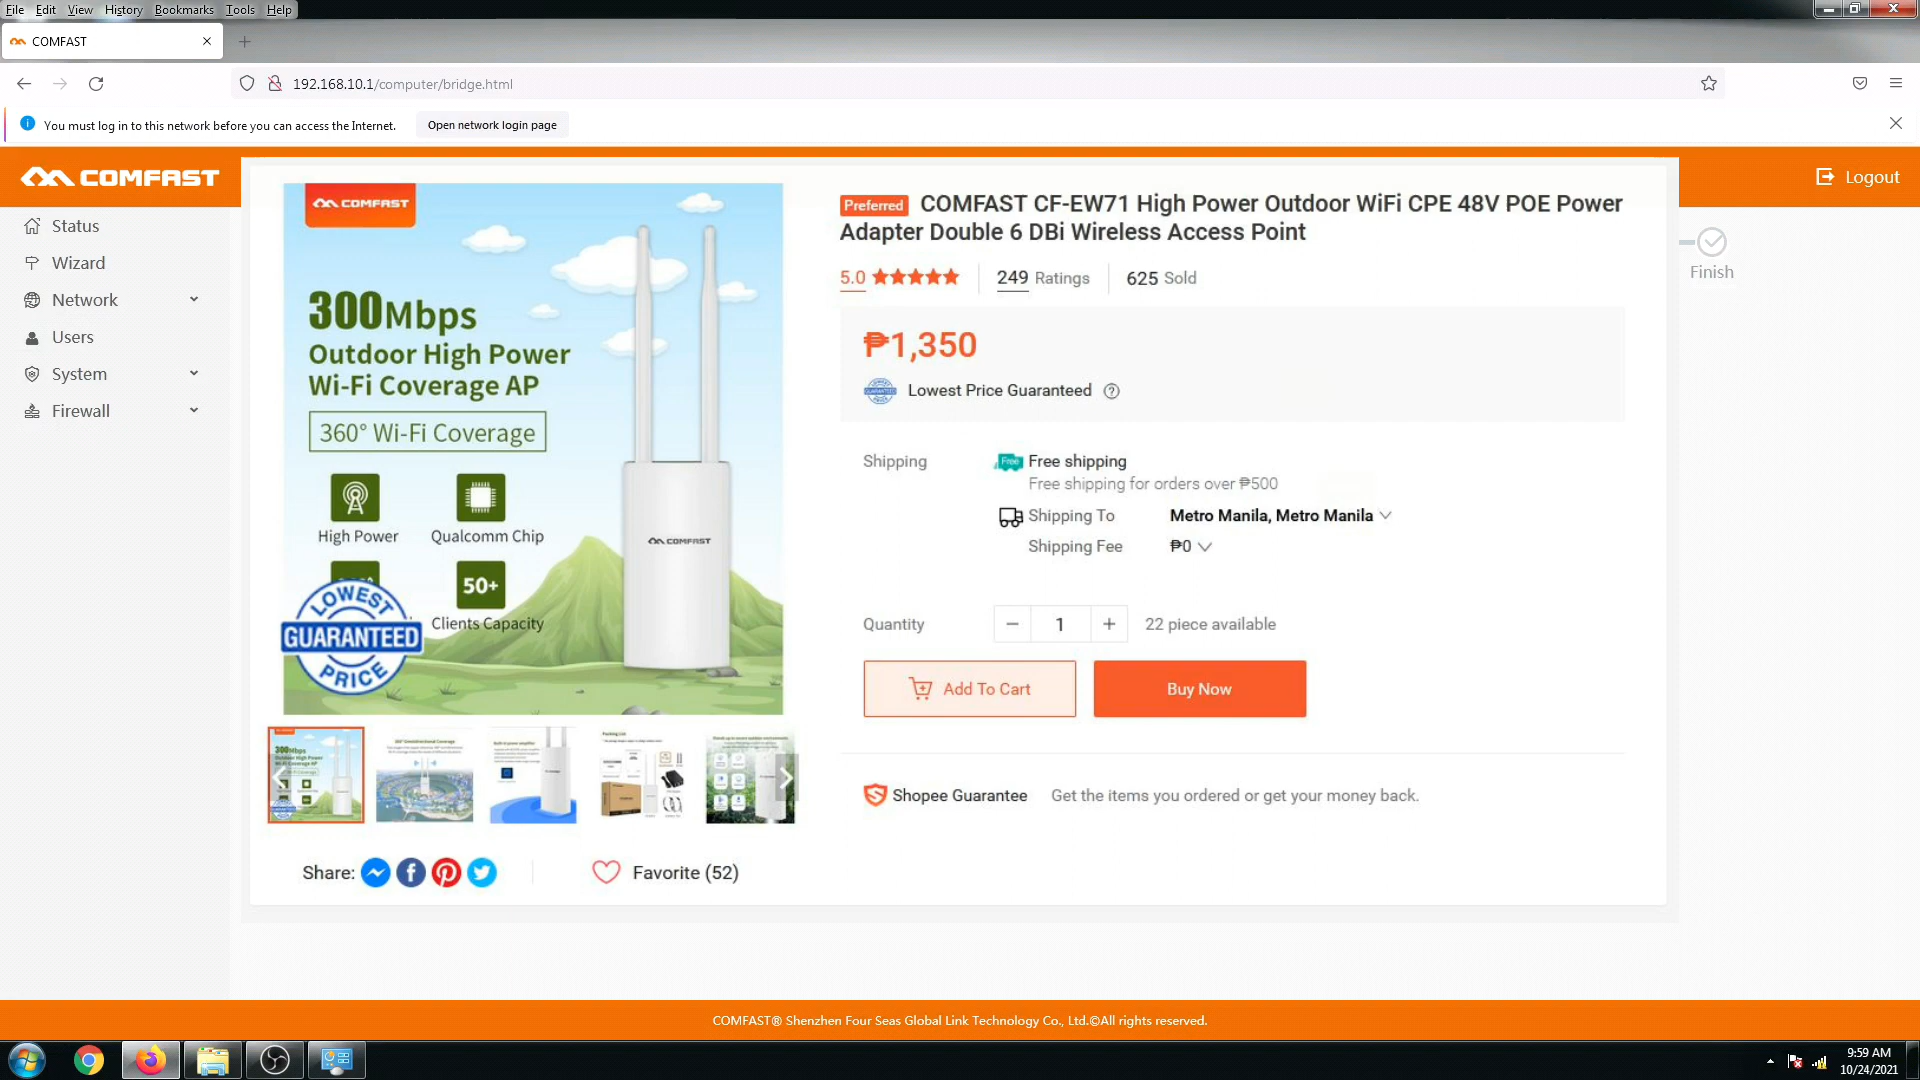 File Edit View History Bookmarks Tools Help
COMFAST
192.168.10.1/computer/bridge.html
You must log in to this network before you can access the Internet.
Open network login page
COMFAST
Logout
Status
Wizard
Network
Users
System
Firewall
Finish
COMFAST
300Mbps
Outdoor High Power
Wi-Fi Coverage AP
360° Wi-Fi Coverage
High Power
Qualcomm Chip
50+
Clients Capacity
LOWEST
GUARANTEED
PRICE
COMFAST
Preferred COMFAST CF-EW71 High Power Outdoor WiFi CPE 48V POE Power
Adapter Double 6 DBi Wireless Access Point
5.0
249 Ratings
625 Sold
₱1,350
Lowest Price Guaranteed
Shipping
Free Free shipping
Free shipping for orders over ₱500
Shipping To Metro Manila, Metro Manila
Shipping Fee ₱0
Quantity
1
22 piece available
Add To Cart
Buy Now
Shopee Guarantee Get the items you ordered or get your money back.
Share:
Favorite (52)
COMFAST® Shenzhen Four Seas Global Link Technology Co., Ltd.©All rights reserved.
9:59 AM
10/24/2021